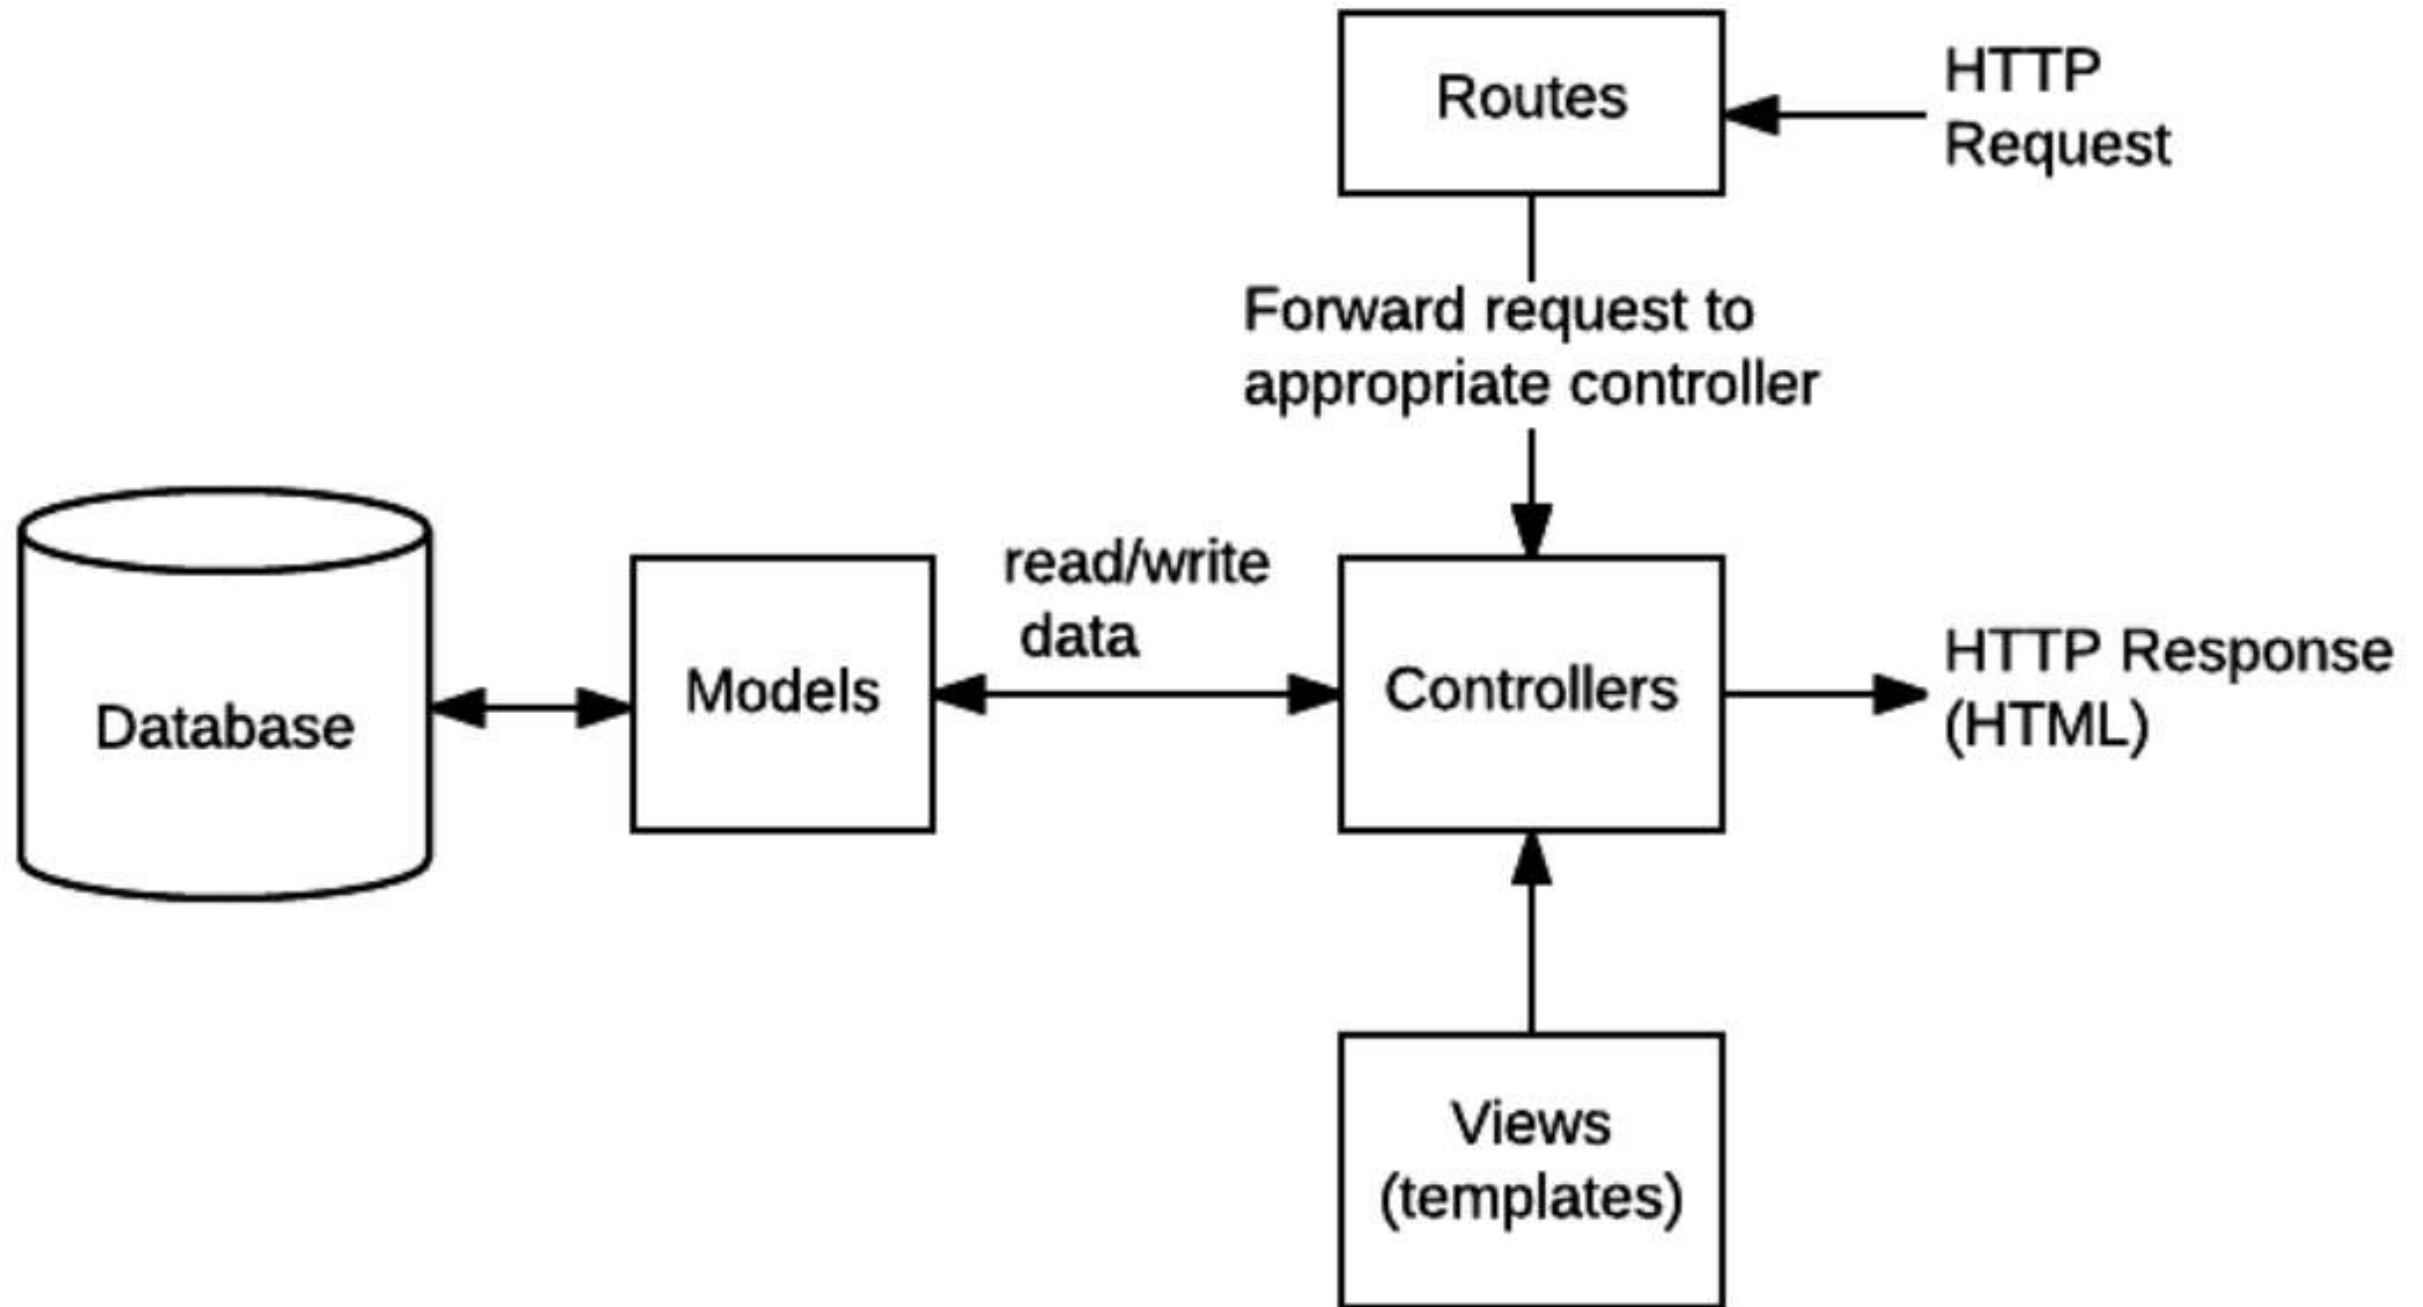 Routes
HTTP
Request
Forward request to
appropriate controller
read/write
data
Database
Models
Controllers
HTTP Response
(HTML)
Views
(templates)